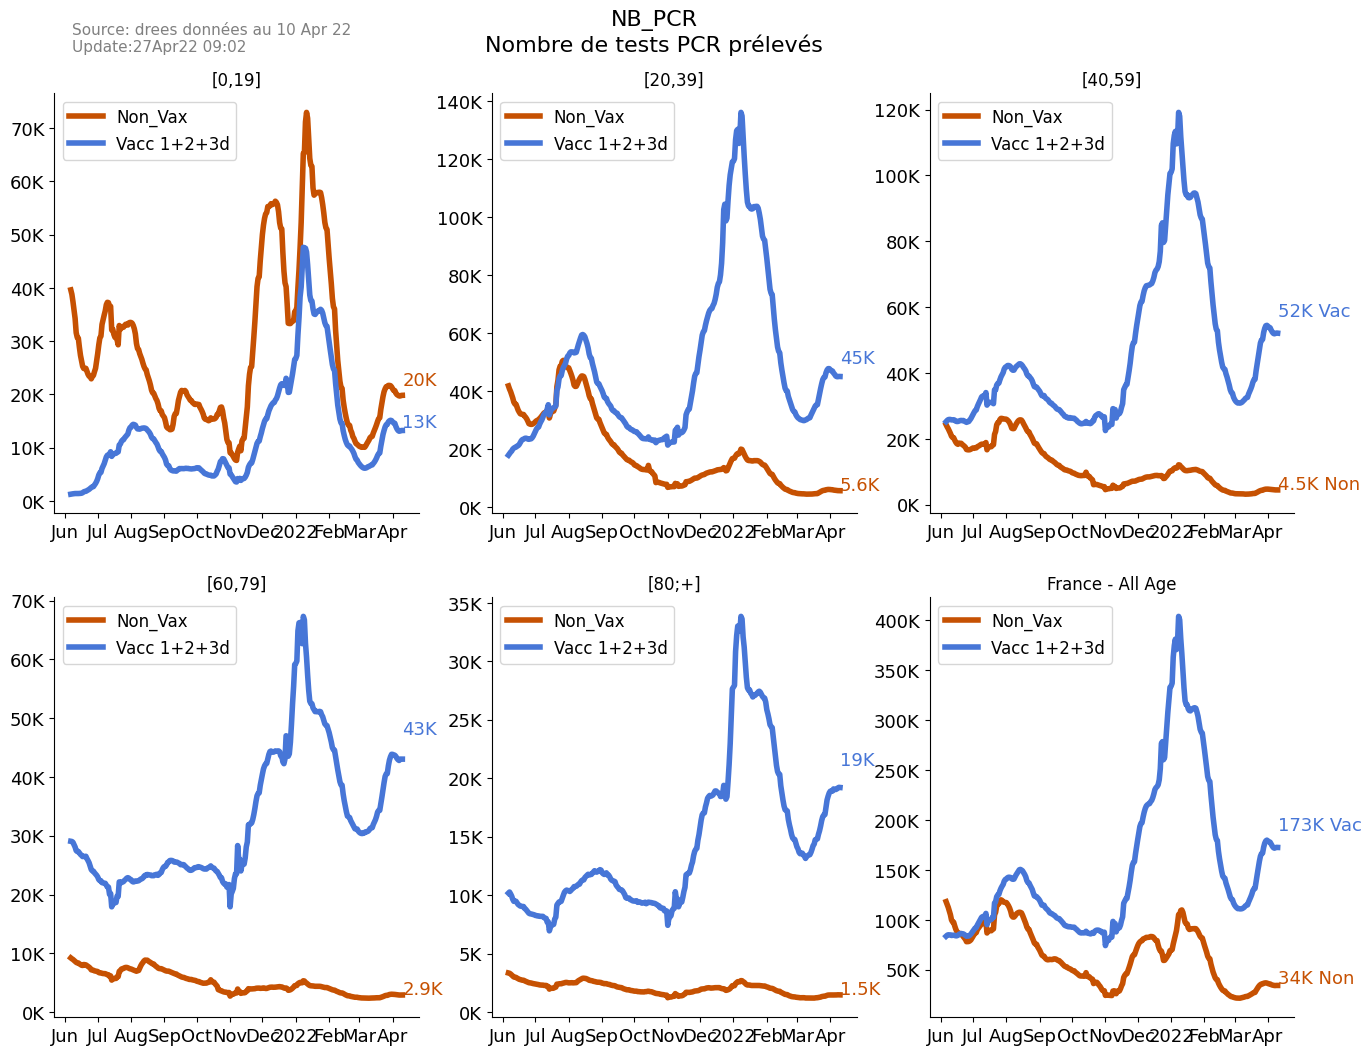 NB_PCR
Nombre de tests PCR prélevés
Source: drees données au 10 Apr 22
Update:27Apr22 09:02
[0,19]
Non_Vax
Vacc 1+2+3d
70K
60K
50K
40K
30K
20K
10K
0K
20K
13K
Jun Jul Aug Sep Oct Nov Dec 2022 Feb Mar Apr
[20,39]
Non_Vax
Vacc 1+2+3d
140K
120K
100K
80K
60K
40K
20K
0K
45K
5.6K
Jun Jul Aug Sep Oct Nov Dec 2022 Feb Mar Apr
[40,59]
Non_Vax
Vacc 1+2+3d
120K
100K
80K
60K
40K
20K
0K
52K Vac
4.5K Non
Jun Jul Aug Sep Oct Nov Dec 2022 Feb Mar Apr
[60,79]
Non_Vax
Vacc 1+2+3d
70K
60K
50K
40K
30K
20K
10K
0K
43K
2.9K
Jun Jul Aug Sep Oct Nov Dec 2022 Feb Mar Apr
[80;+]
Non_Vax
Vacc 1+2+3d
35K
30K
25K
20K
15K
10K
5K
0K
19K
1.5K
Jun Jul Aug Sep Oct Nov Dec 2022 Feb Mar Apr
France - All Age
Non_Vax
Vacc 1+2+3d
400K
350K
300K
250K
200K
150K
100K
50K
173K Vac
34K Non
Jun Jul Aug Sep Oct Nov Dec 2022 Feb Mar Apr